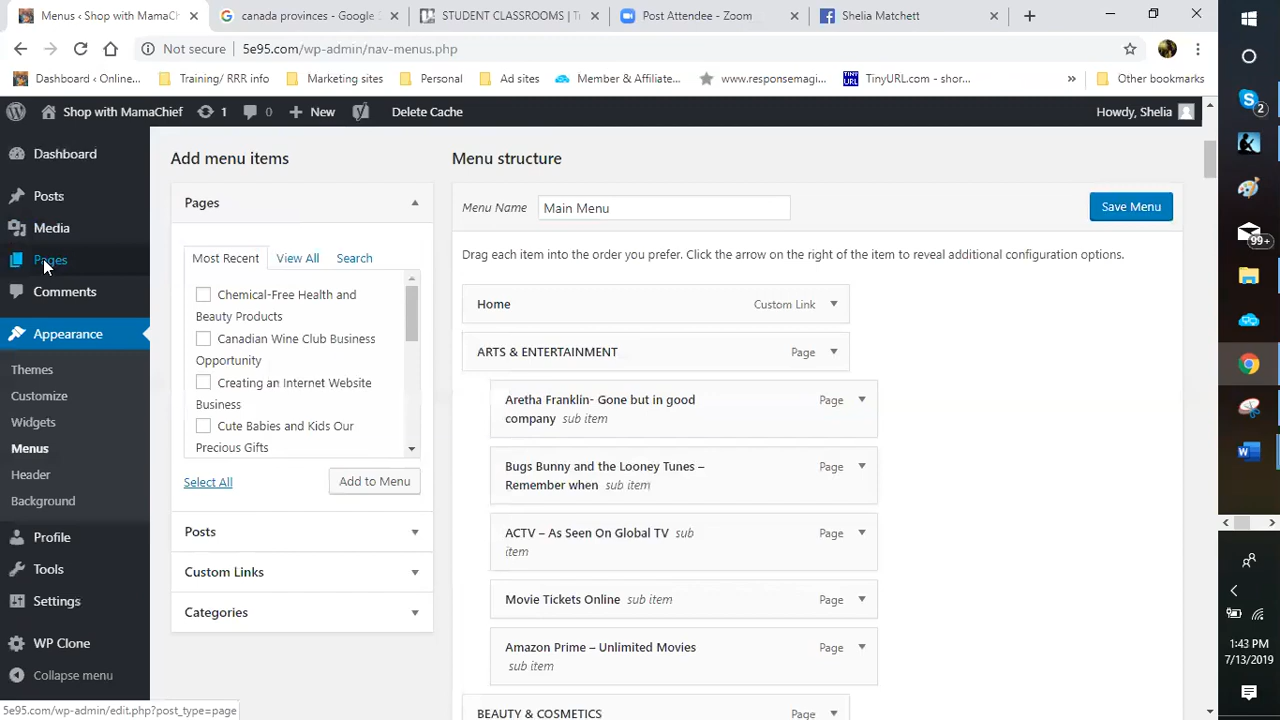 Menus ‹ Shop with MamaChi
canada provinces - Google S
STUDENT CLASSROOMS | T
Post Attendee - Zoom
Shelia Matchett
Not secure
5e95.com/wp-admin/nav-menus.php
Dashboard ‹ Online...
Training/ RRR info
Marketing sites
Personal
Ad sites
Member & Affiliate...
www.responsemagi...
TINY URL
TinyURL.com - shor...
»
Other bookmarks
Shop with MamaChief
1
0
New
Delete Cache
Howdy, Shelia
Dashboard
Posts
Media
Pages
Comments
Appearance
Themes
Customize
Widgets
Menus
Header
Background
Profile
Tools
Settings
WP Clone
Collapse menu
5e95.com/wp-admin/edit.php?post_type=page
Add menu items
Pages
Most Recent
View All
Search
Chemical-Free Health and
Beauty Products
Canadian Wine Club Business
Opportunity
Creating an Internet Website
Business
Cute Babies and Kids Our
Precious Gifts
Select All
Add to Menu
Posts
Custom Links
Categories
Menu structure
Menu Name
Main Menu
Save Menu
Drag each item into the order you prefer. Click the arrow on the right of the item to reveal additional configuration options.
Home
Custom Link
ARTS & ENTERTAINMENT
Page
Aretha Franklin- Gone but in good
company sub item
Page
Bugs Bunny and the Looney Tunes –
Remember when sub item
Page
ACTV – As Seen On Global TV sub
item
Page
Movie Tickets Online sub item
Page
Amazon Prime – Unlimited Movies
sub item
Page
BEAUTY & COSMETICS
Page
2
99+
1:43 PM
7/13/2019